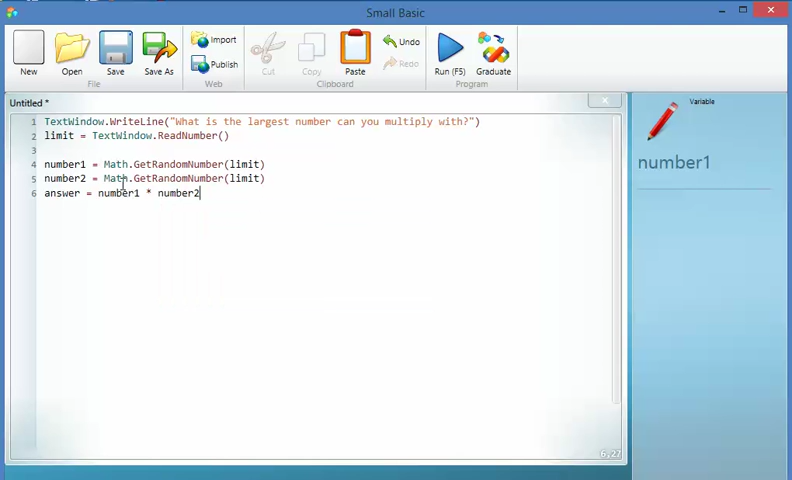 Small Basic
New
Open
Save
Save As
Import
Publish
Cut
Copy
Paste
Undo
Redo
Run (F5)
Graduate
File
Web
Clipboard
Program
Untitled *
1 TextWindow.WriteLine("What is the largest number can you multiply with?")
2 limit = TextWindow.ReadNumber()
3
4 number1 = Math.GetRandomNumber(limit)
5 number2 = Math.GetRandomNumber(limit)
6 answer = number1 * number2
6,27
Variable
number1